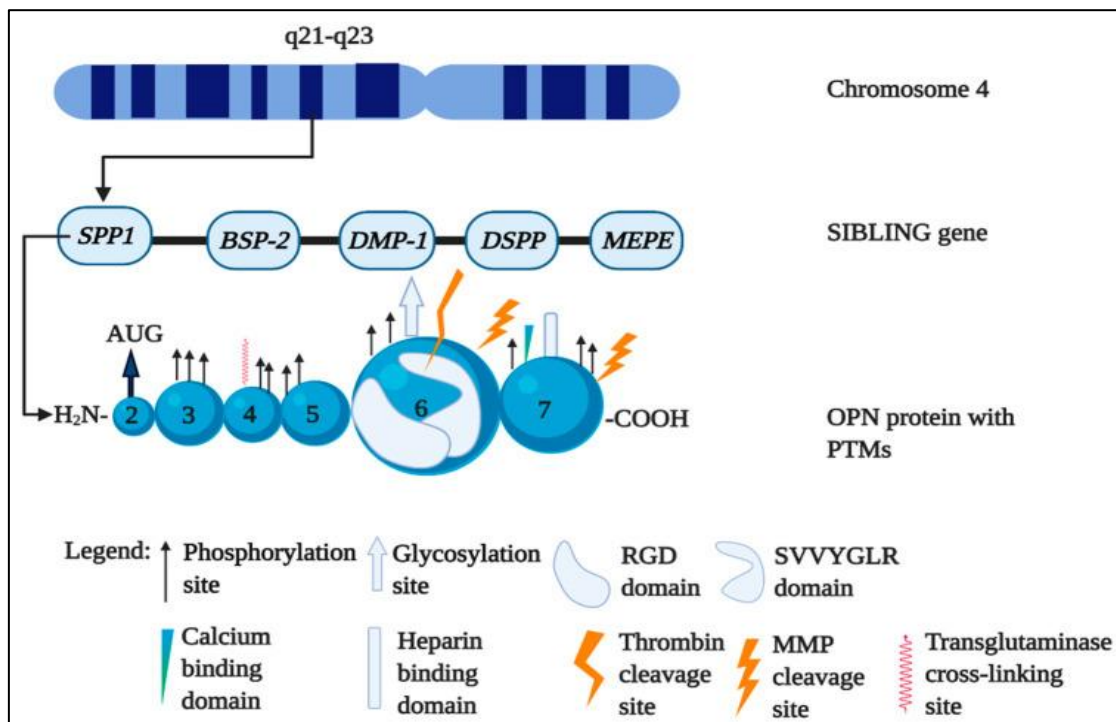 q21-q23
Chromosome 4
SPP1 BSP-2 DMP-1 DSPP MEPE
SIBLING gene
AUG
H₂N- 2 3 4 5 6 7 -COOH
OPN protein with
PTMs
Legend:
Phosphorylation
site
Glycosylation
site
RGD
domain
SVVYGLR
domain
Calcium
binding
domain
Heparin
binding
domain
Thrombin
cleavage
site
MMP
cleavage
site
Transglutaminase
cross-linking
site